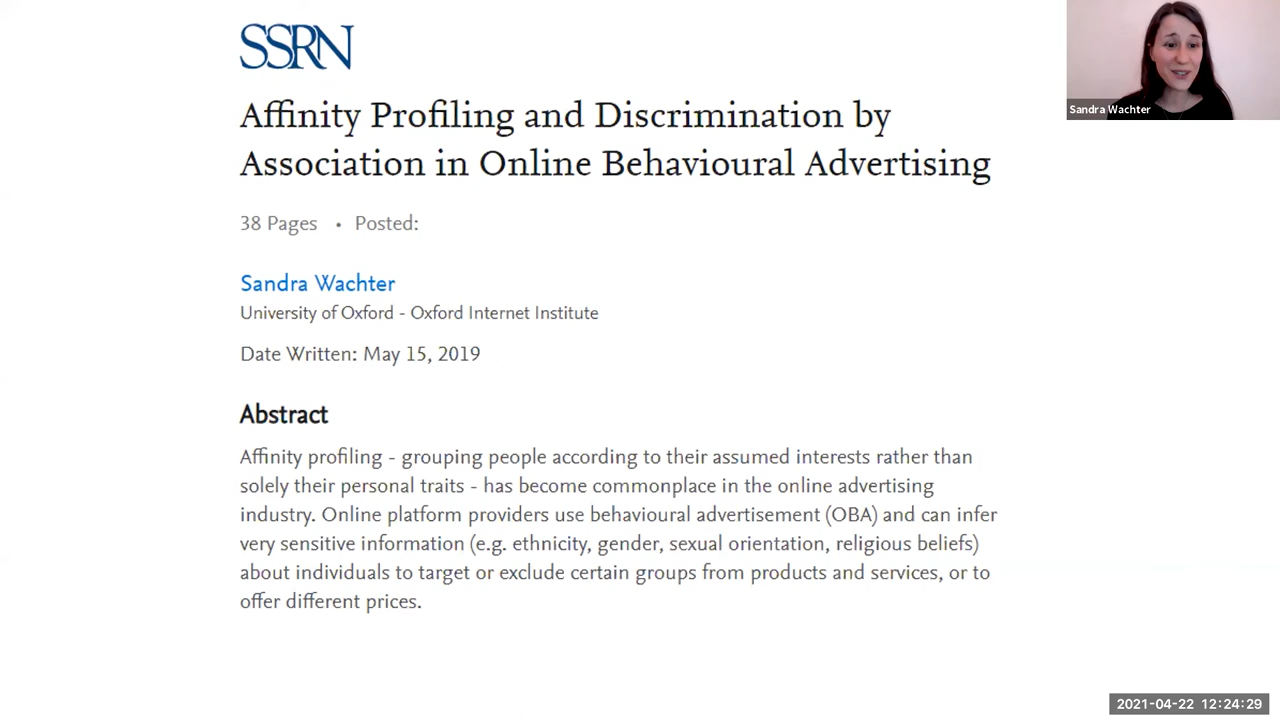 SSRN
Sandra Wachter
Affinity Profiling and Discrimination by
Association in Online Behavioural Advertising
38 Pages • Posted:
Sandra Wachter
University of Oxford - Oxford Internet Institute
Date Written: May 15, 2019
Abstract
Affinity profiling - grouping people according to their assumed interests rather than
solely their personal traits - has become commonplace in the online advertising
industry. Online platform providers use behavioural advertisement (OBA) and can infer
very sensitive information (e.g. ethnicity, gender, sexual orientation, religious beliefs)
about individuals to target or exclude certain groups from products and services, or to
offer different prices.
2021-04-22 12:24:29